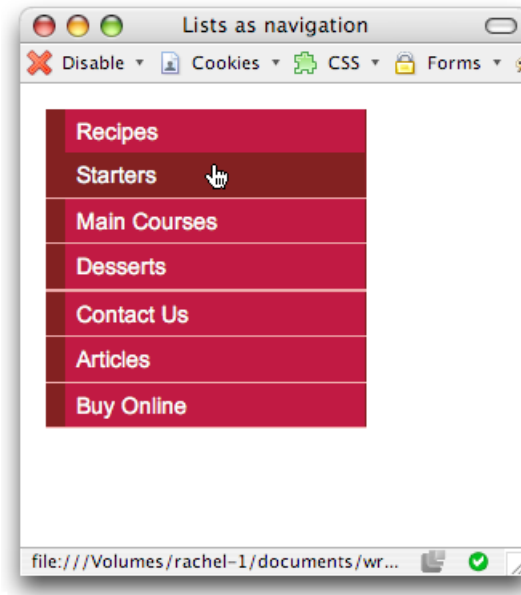 Lists as navigation
Disable Cookies CSS Forms
Recipes
Starters
Main Courses
Desserts
Contact Us
Articles
Buy Online
file:///Volumes/rachel-1/documents/wr...